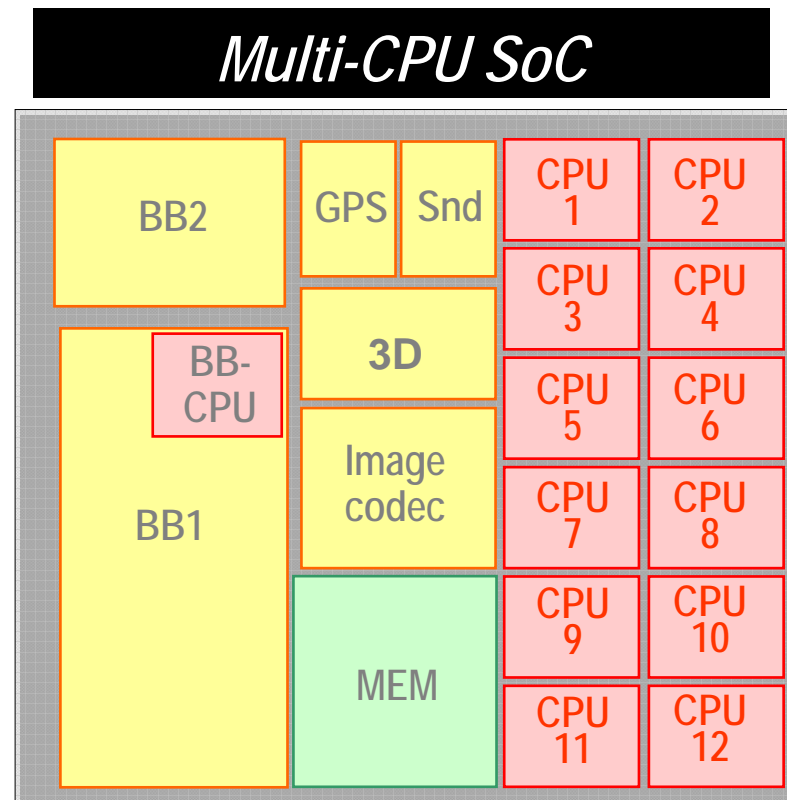 Multi-CPU SoC
BB2
GPS
Snd
CPU
1
CPU
2
CPU
3
CPU
4
3D
BB-
CPU
BB1
Image
codec
CPU
5
CPU
6
CPU
7
CPU
8
MEM
CPU
9
CPU
10
CPU
11
CPU
12